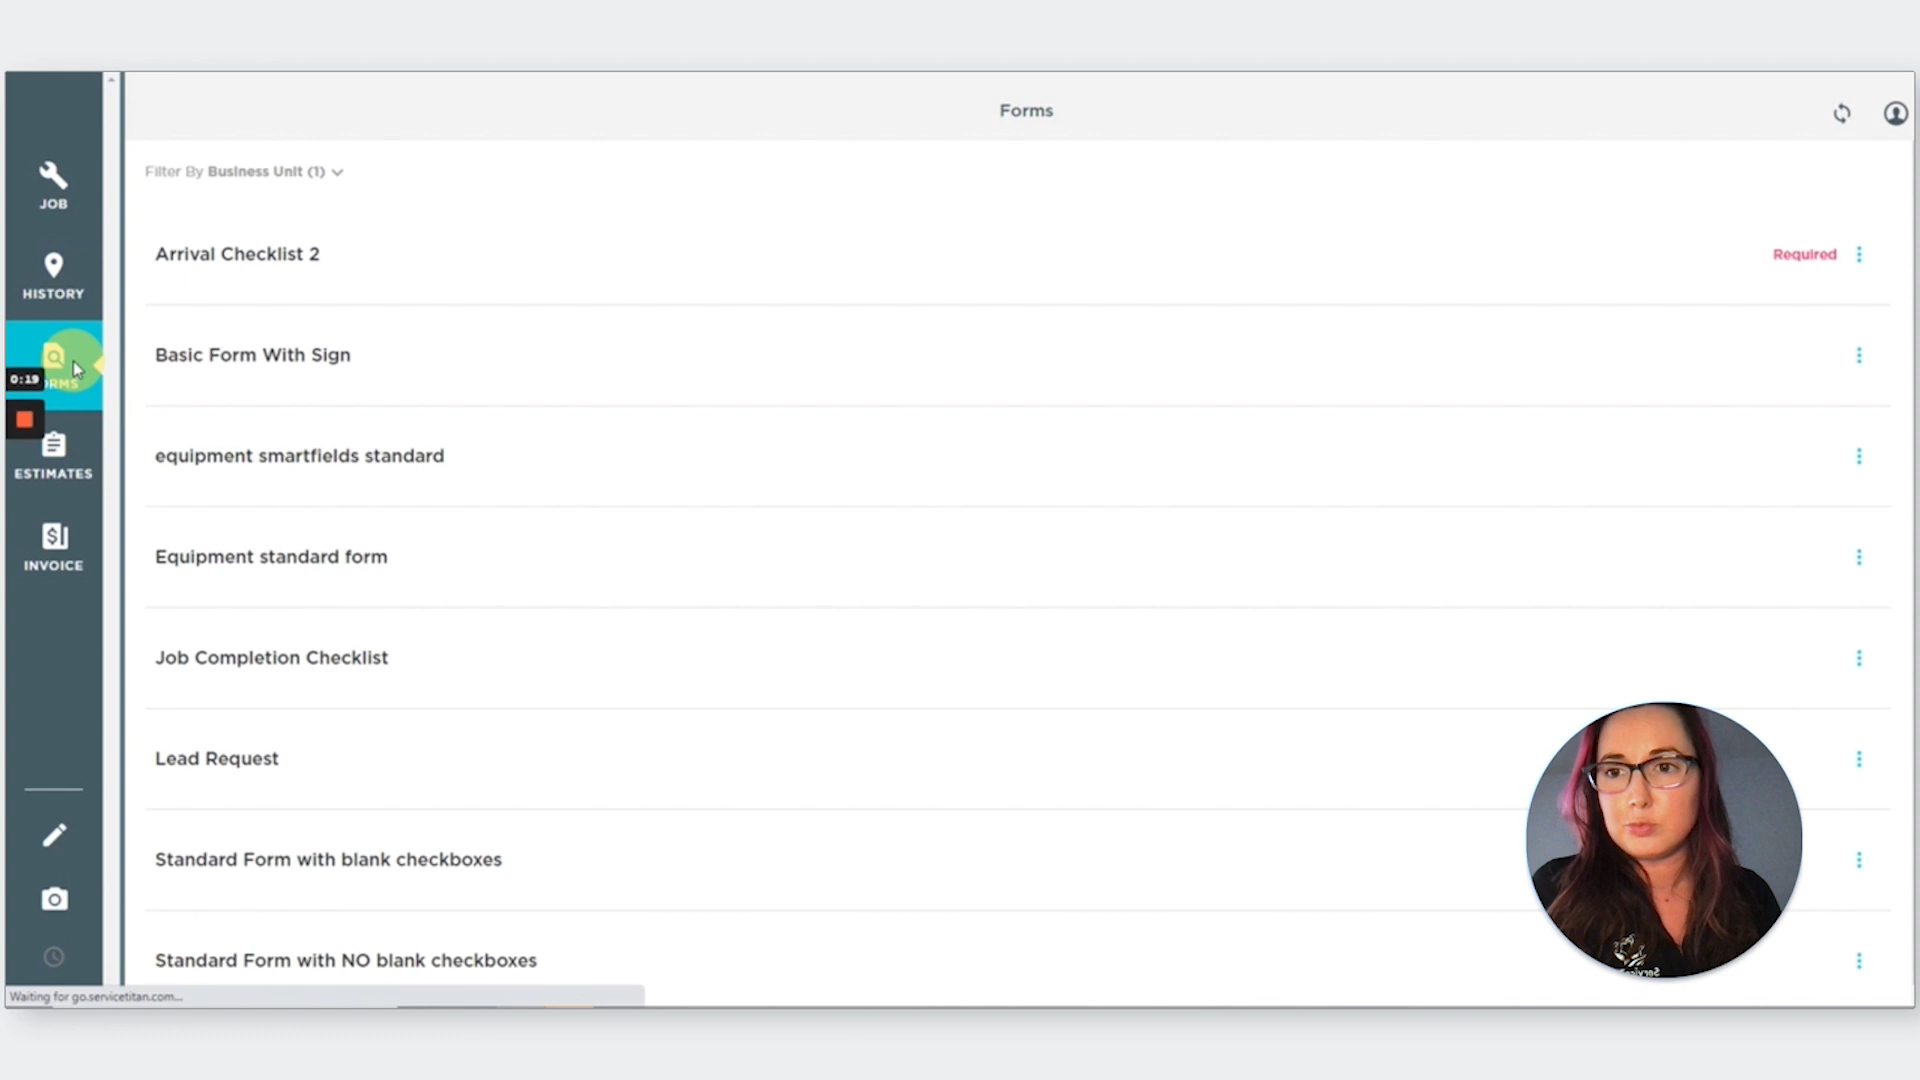 Forms
Filter By Business Unit (1)
JOB
HISTORY
ORMS
0:19
ESTIMATES
INVOICE
Arrival Checklist 2
Required
Basic Form With Sign
equipment smartfields standard
Equipment standard form
Job Completion Checklist
Lead Request
Standard Form with blank checkboxes
Standard Form with NO blank checkboxes
Waiting for go.servicetitan.com...